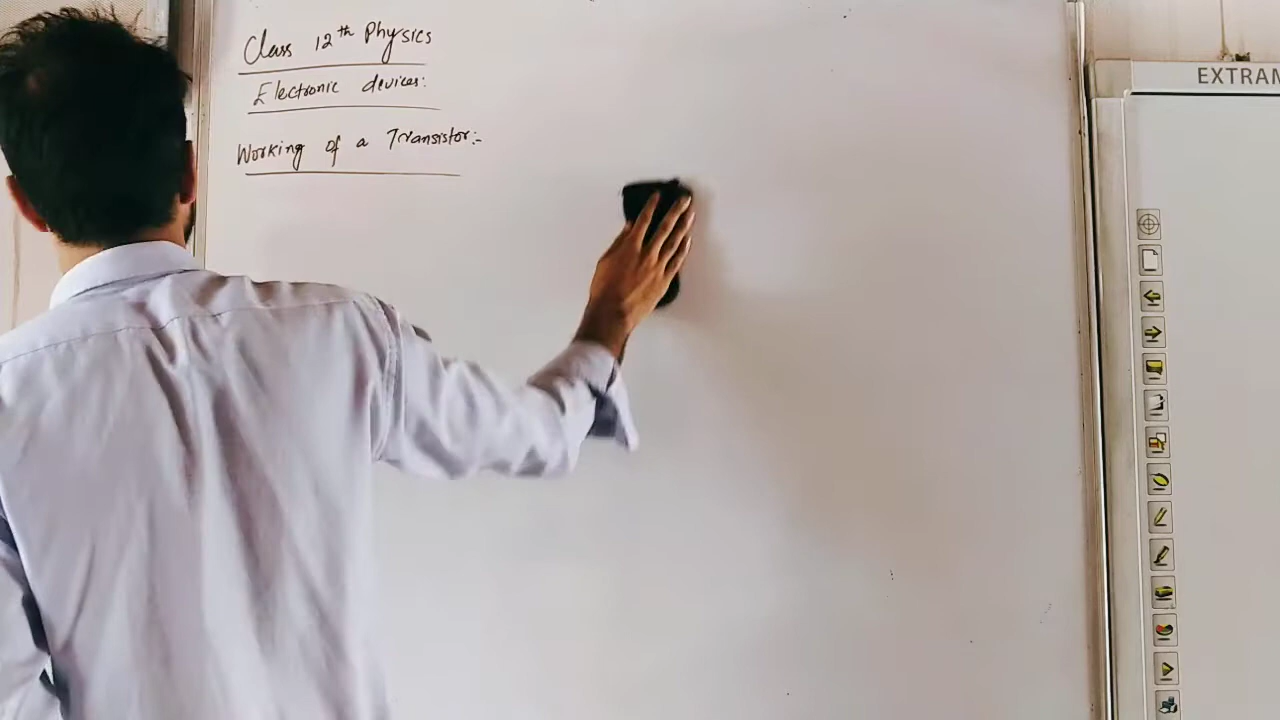 Class 12th Physics
Electronic devices:
Working of a Transistor:-
EXTRAM